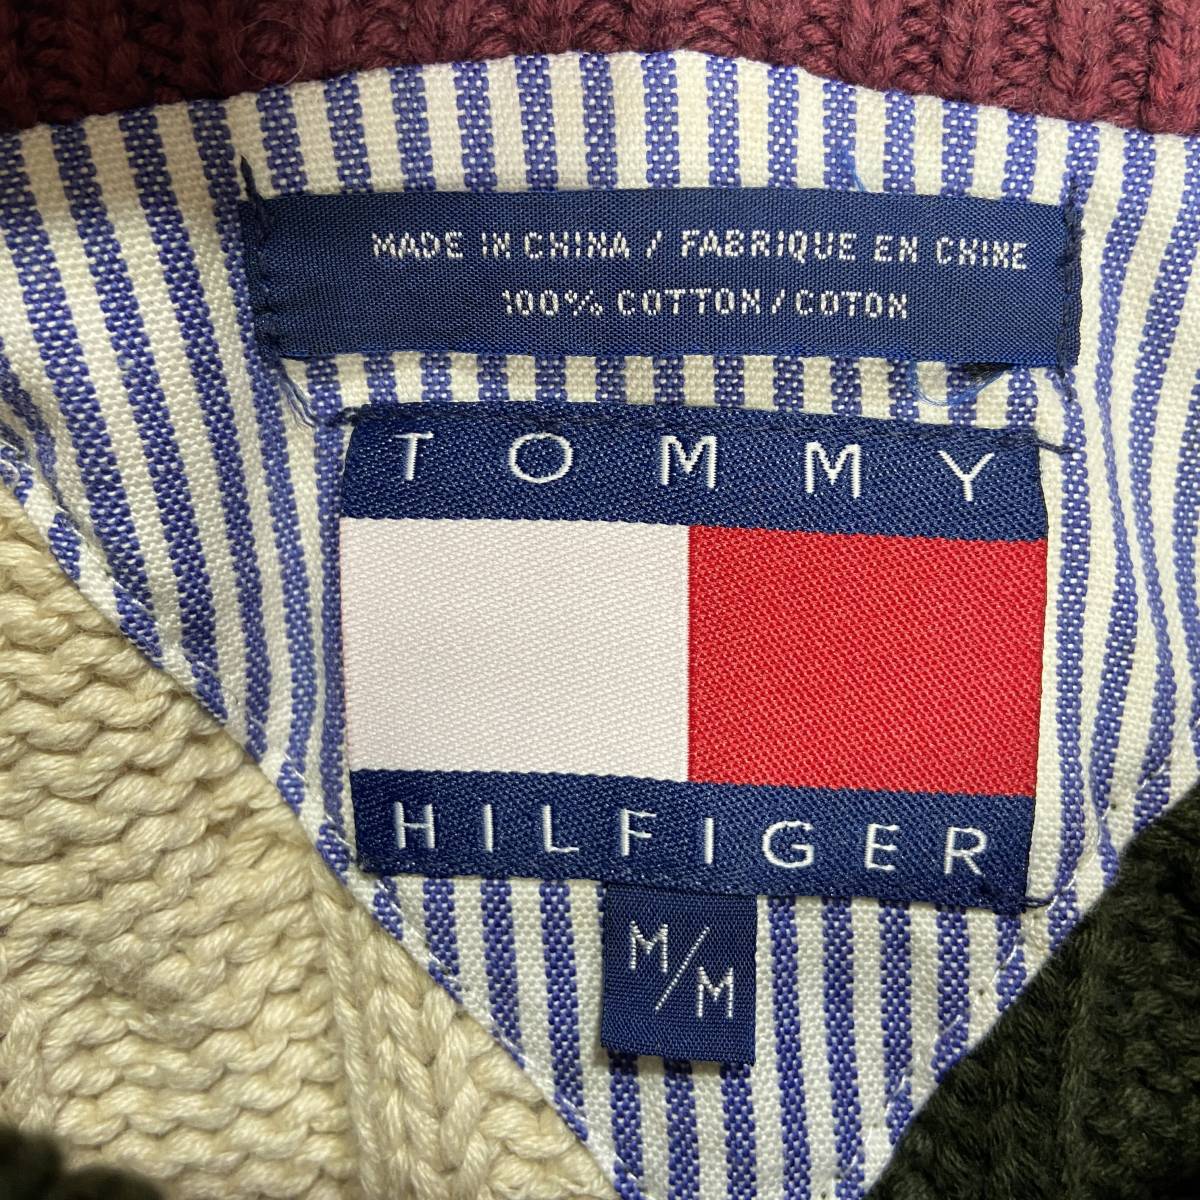 MADE IN CHINA / FABRIQUE EN CHINE
100% COTTON / COTON
TOMMY
HILFIGER
M/M